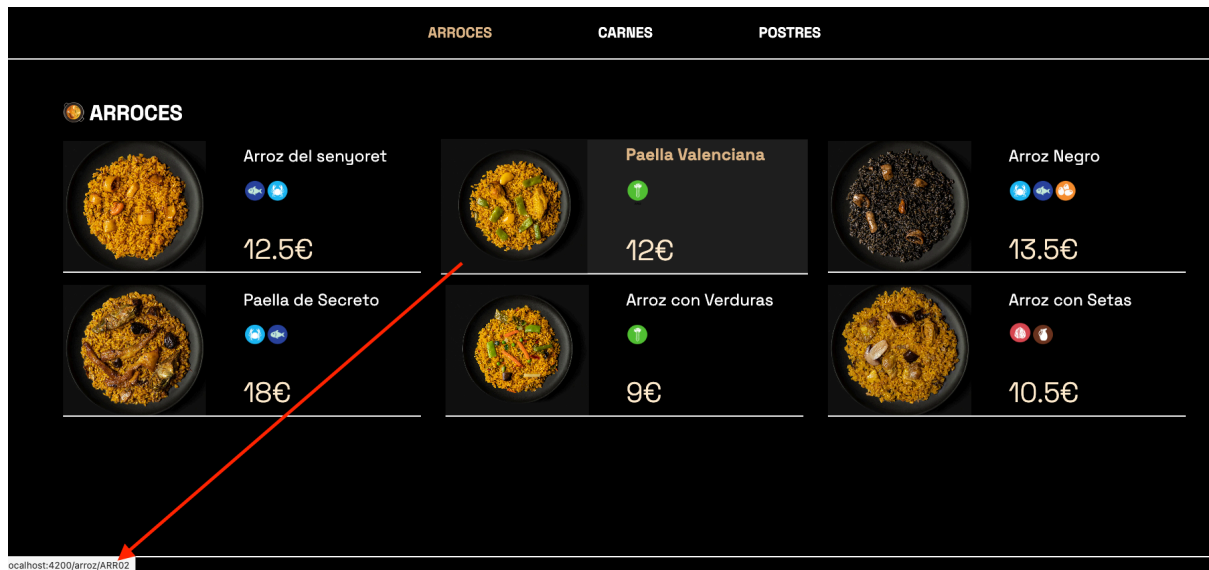 ARROCES CARNES POSTRES
ARROCES
Arroz del senyoret
12.5€
Paella Valenciana
12€
Arroz Negro
13.5€
Paella de Secreto
18€
Arroz con Verduras
9€
Arroz con Setas
10.5€
ocalhost:4200/arroz/ARR02